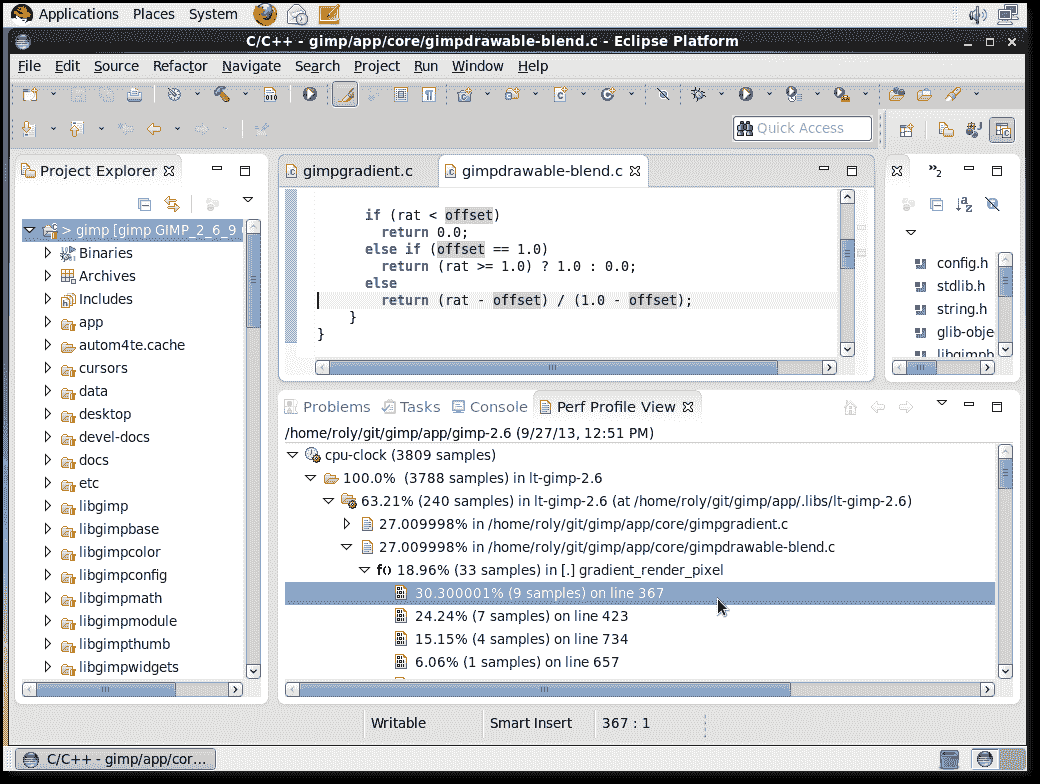 Applications Places System
C/C++ - gimp/app/core/gimpdrawable-blend.c - Eclipse Platform
File Edit Source Refactor Navigate Search Project Run Window Help
010
Quick Access
Project Explorer
> gimp [gimp GIMP_2_6_9
Binaries
Archives
Includes
app
autom4te.cache
cursors
data
desktop
devel-docs
docs
etc
libgimp
libgimpbase
libgimpcolor
libgimpconfig
libgimpmath
libgimpmodule
libgimpthumb
libgimpwidgets
gimpgradient.c gimpdrawable-blend.c
if (rat < offset)
return 0.0;
else if (offset == 1.0)
return (rat >= 1.0) ? 1.0 : 0.0;
else
return (rat - offset) / (1.0 - offset);
}
}
»2
config.h
stdlib.h
string.h
glib-obje
libgimpb
Problems Tasks Console Perf Profile View
/home/roly/git/gimp/app/gimp-2.6 (9/27/13, 12:51 PM)
cpu-clock (3809 samples)
100.0% (3788 samples) in lt-gimp-2.6
63.21% (240 samples) in lt-gimp-2.6 (at /home/roly/git/gimp/app/.libs/lt-gimp-2.6)
27.009998% in /home/roly/git/gimp/app/core/gimpgradient.c
27.009998% in /home/roly/git/gimp/app/core/gimpdrawable-blend.c
f() 18.96% (33 samples) in [.] gradient_render_pixel
30.300001% (9 samples) on line 367
24.24% (7 samples) on line 423
15.15% (4 samples) on line 734
6.06% (1 samples) on line 657
Writable Smart Insert 367 : 1
C/C++ - gimp/app/cor...